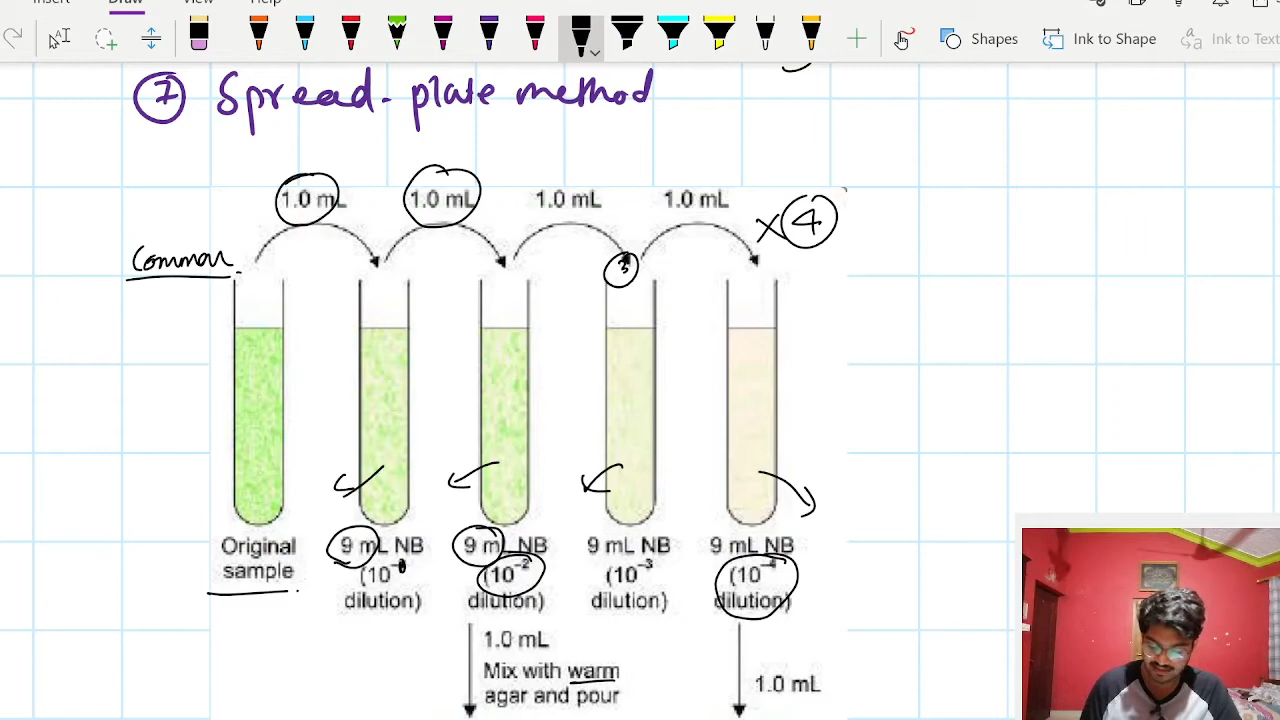 Insert Draw View Help
Shapes Ink to Shape Ink to Text
7 Spread-plate method
1.0 mL 1.0 mL 1.0 mL 1.0 mL
×4
Common
3
Original sample
9 mL NB (10⁻¹ dilution)
9 mL NB (10⁻² dilution)
9 mL NB (10⁻³ dilution)
9 mL NB (10⁻⁴ dilution)
1.0 mL
Mix with warm
agar and pour
1.0 mL